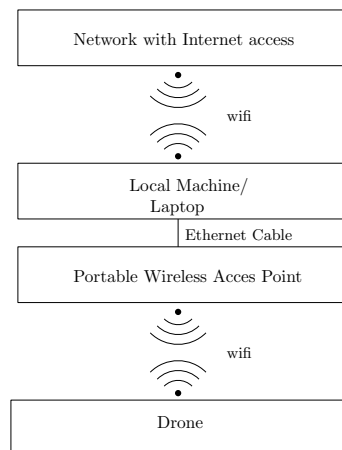 Network with Internet access
wifi
Local Machine/
Laptop
Ethernet Cable
Portable Wireless Acces Point
wifi
Drone